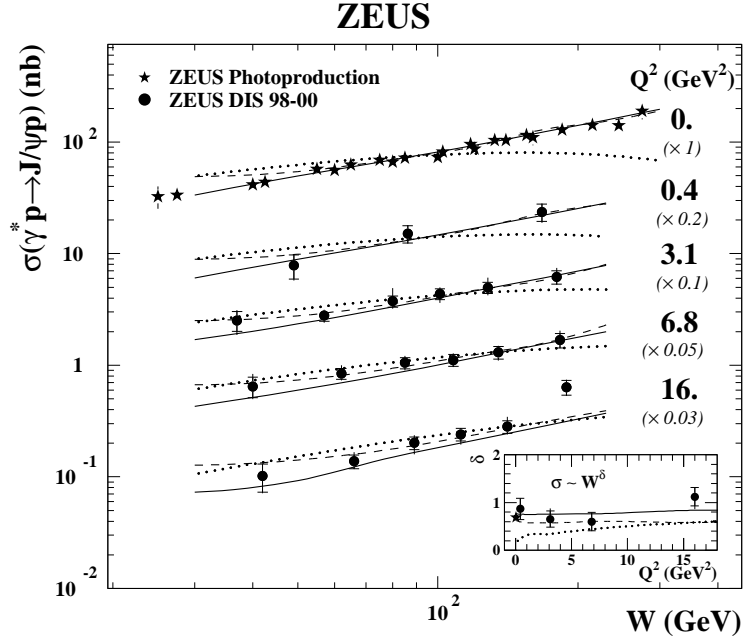 ZEUS
σ(γ* p→J/ψp) (nb)
★ ZEUS Photoproduction
● ZEUS DIS 98-00
Q² (GeV²)
0.
(× 1)
0.4
(× 0.2)
3.1
(× 0.1)
6.8
(× 0.05)
16.
(× 0.03)
10²
10
1
10⁻¹
10⁻²
δ
σ ~ W^δ
2
1
0
0 5 10 15
Q² (GeV²)
10²
W (GeV)